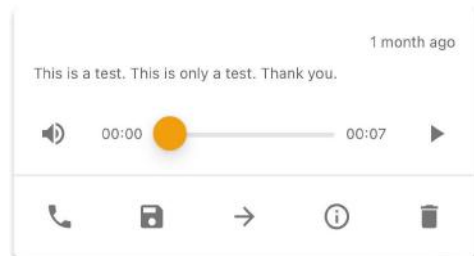 1 month ago
This is a test. This is only a test. Thank you.
00:00 00:07